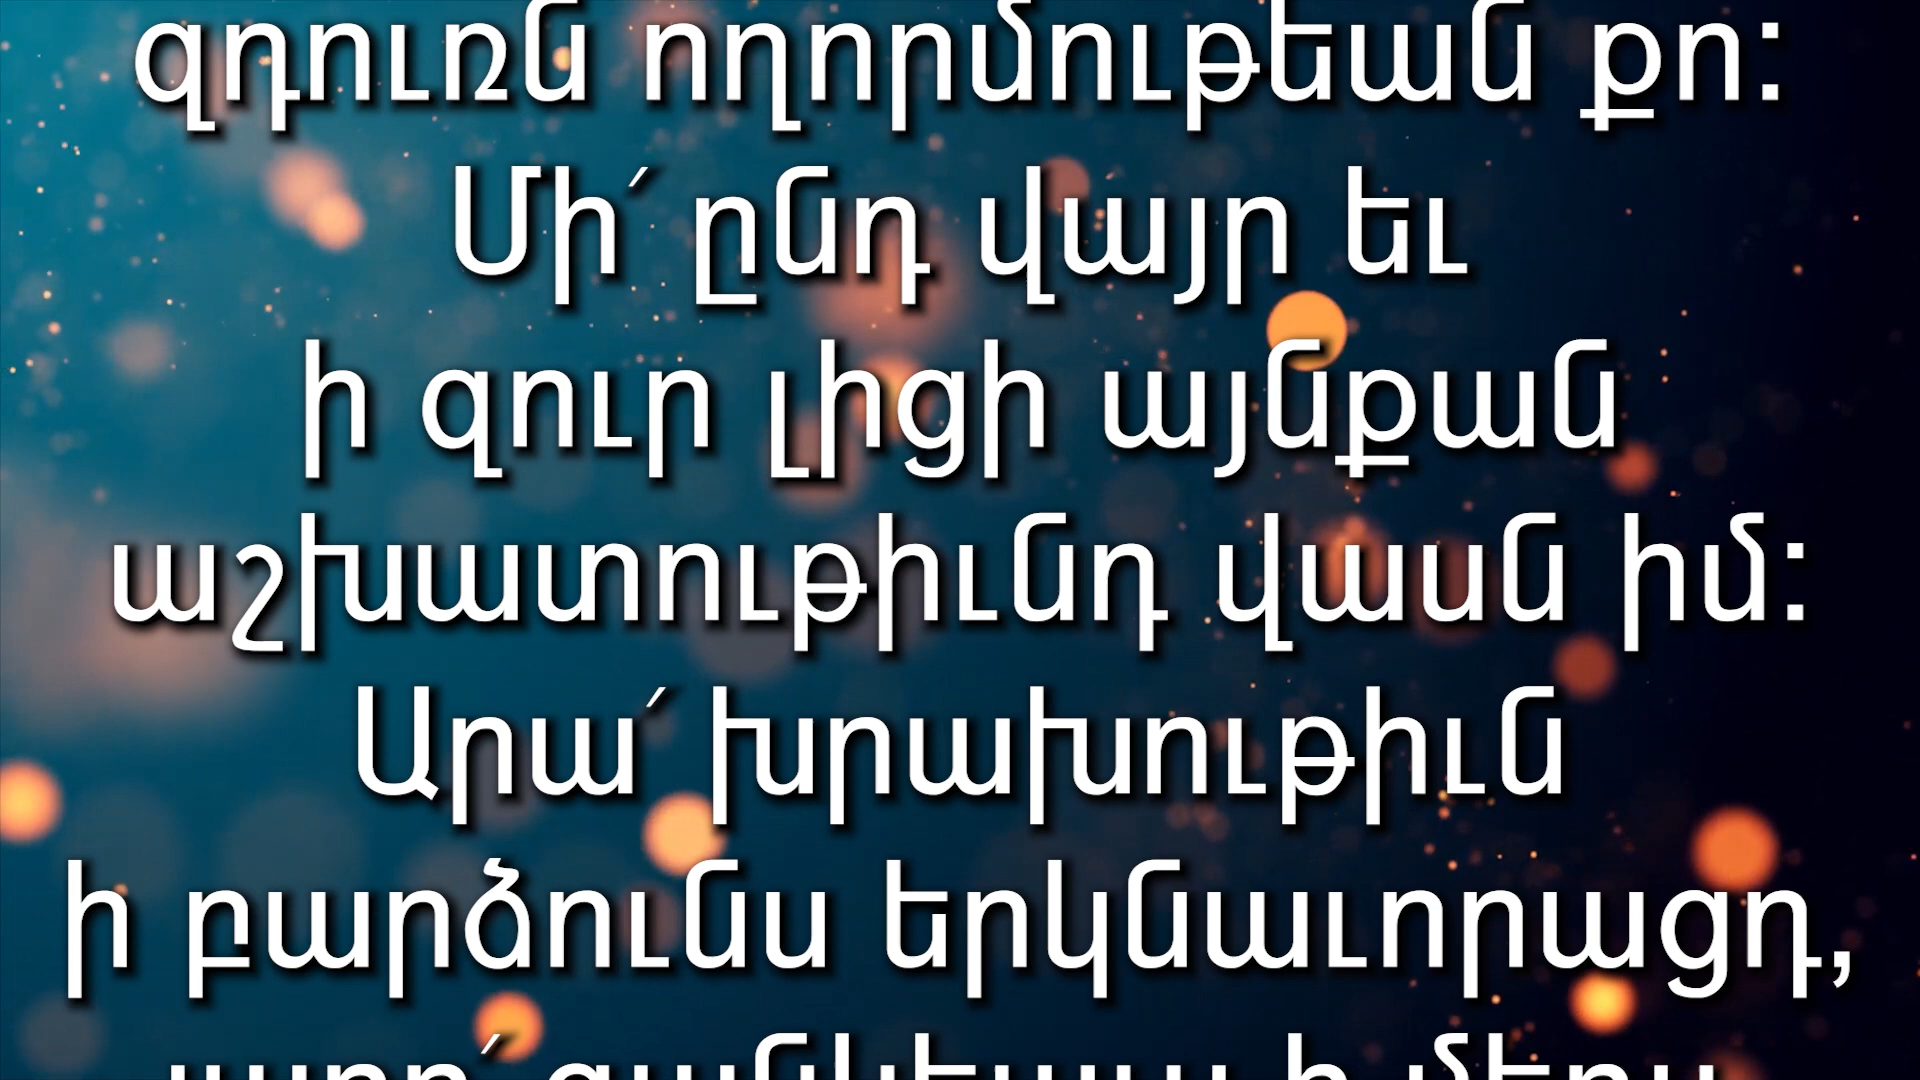 զդուռն ողորմութեան քո:
Մի՛ ընդ վայր եւ
ի զուր լիցի այնքան
աշխատութիւնդ վասն իմ:
Արա՛ խրախութիւն
ի բարձունս երկնաւորացդ,